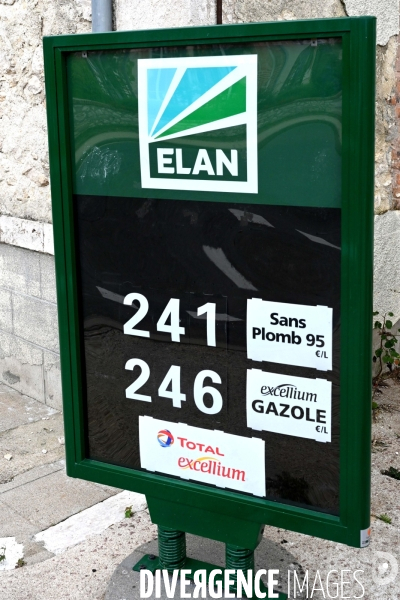 ELAN
241
Sans
Plomb 95
€/L
246
excellium
GAZOLE
€/L
TOTAL
excellium
DIVERGENCE IMAGES